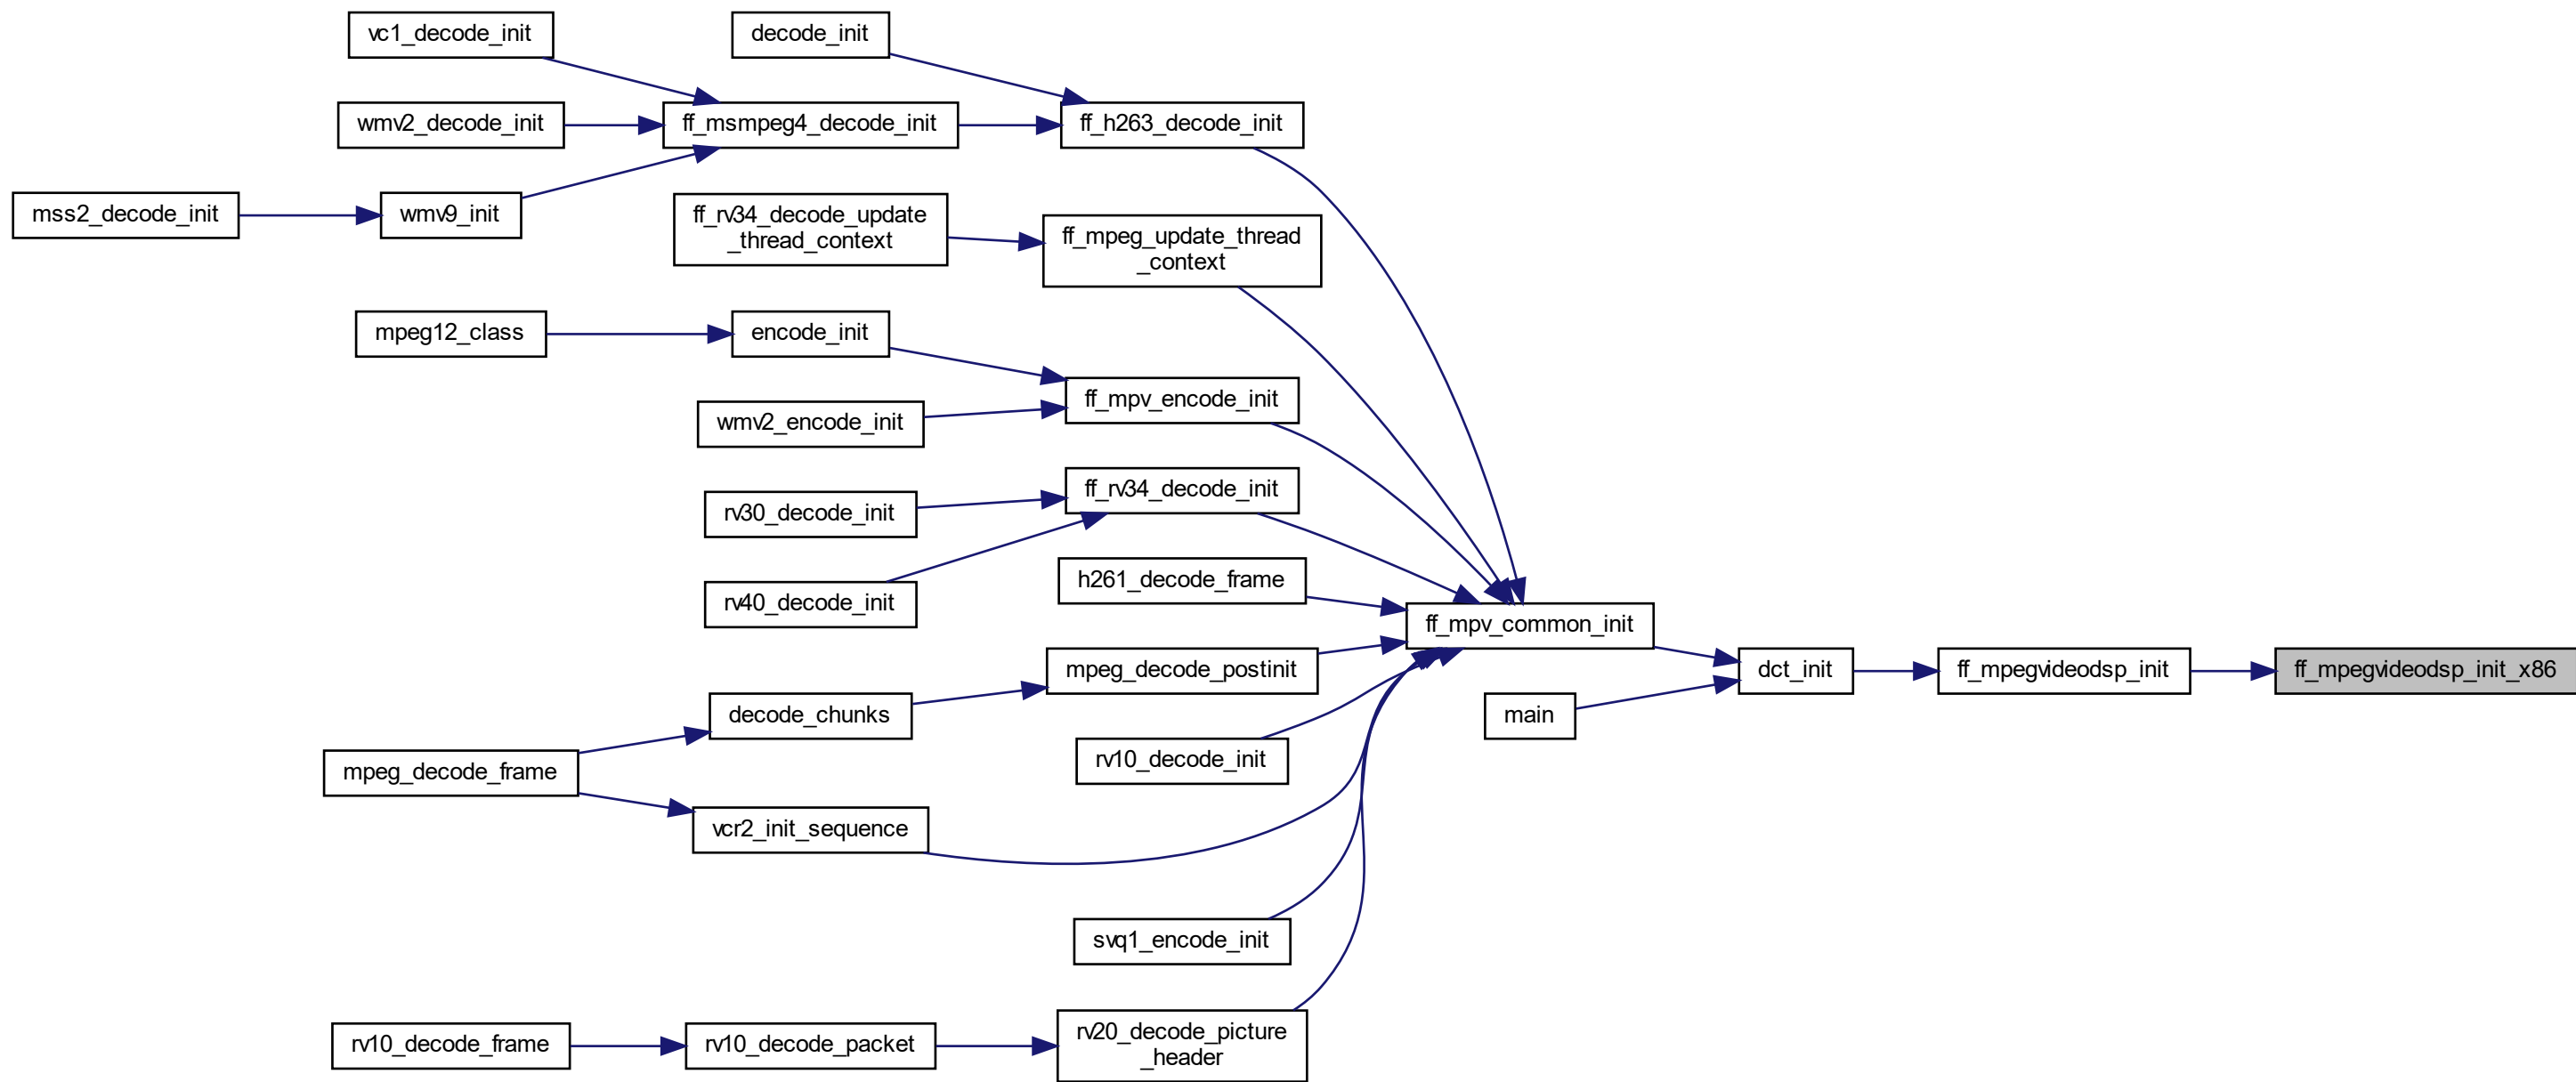 vc1_decode_init
decode_init
wmv2_decode_init
ff_msmpeg4_decode_init
ff_h263_decode_init
mss2_decode_init
wmv9_init
ff_rv34_decode_update
_thread_context
ff_mpeg_update_thread
_context
mpeg12_class
encode_init
ff_mpv_encode_init
wmv2_encode_init
ff_rv34_decode_init
rv30_decode_init
h261_decode_frame
rv40_decode_init
ff_mpv_common_init
mpeg_decode_postinit
dct_init
ff_mpegvideodsp_init
ff_mpegvideodsp_init_x86
decode_chunks
main
rv10_decode_init
mpeg_decode_frame
vcr2_init_sequence
svq1_encode_init
rv10_decode_frame
rv10_decode_packet
rv20_decode_picture
_header